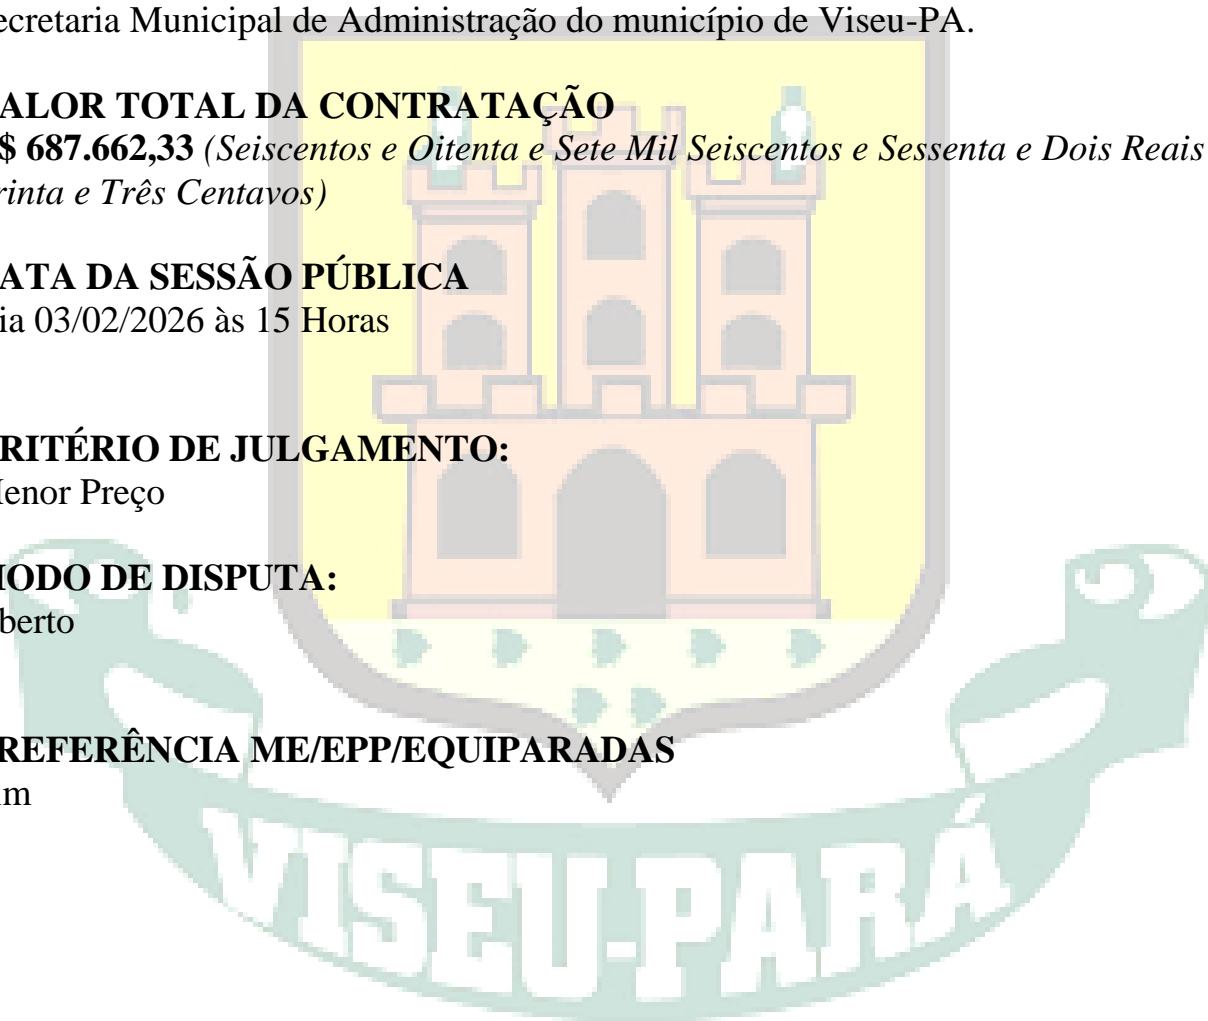 ecretaria Municipal de Administração do município de Viseu-PA.
ALOR TOTAL DA CONTRATAÇÃO
$ 687.662,33 (Seiscentos e Oitenta e Sete Mil Seiscentos e Sessenta e Dois Reais
rinta e Três Centavos)
ATA DA SESSÃO PÚBLICA
ia 03/02/2026 às 15 Horas
RITÉRIO DE JULGAMENTO:
enor Preço
ODO DE DISPUTA:
berto
REFERÊNCIA ME/EPP/EQUIPARADAS
im
VISEU-PARÁ